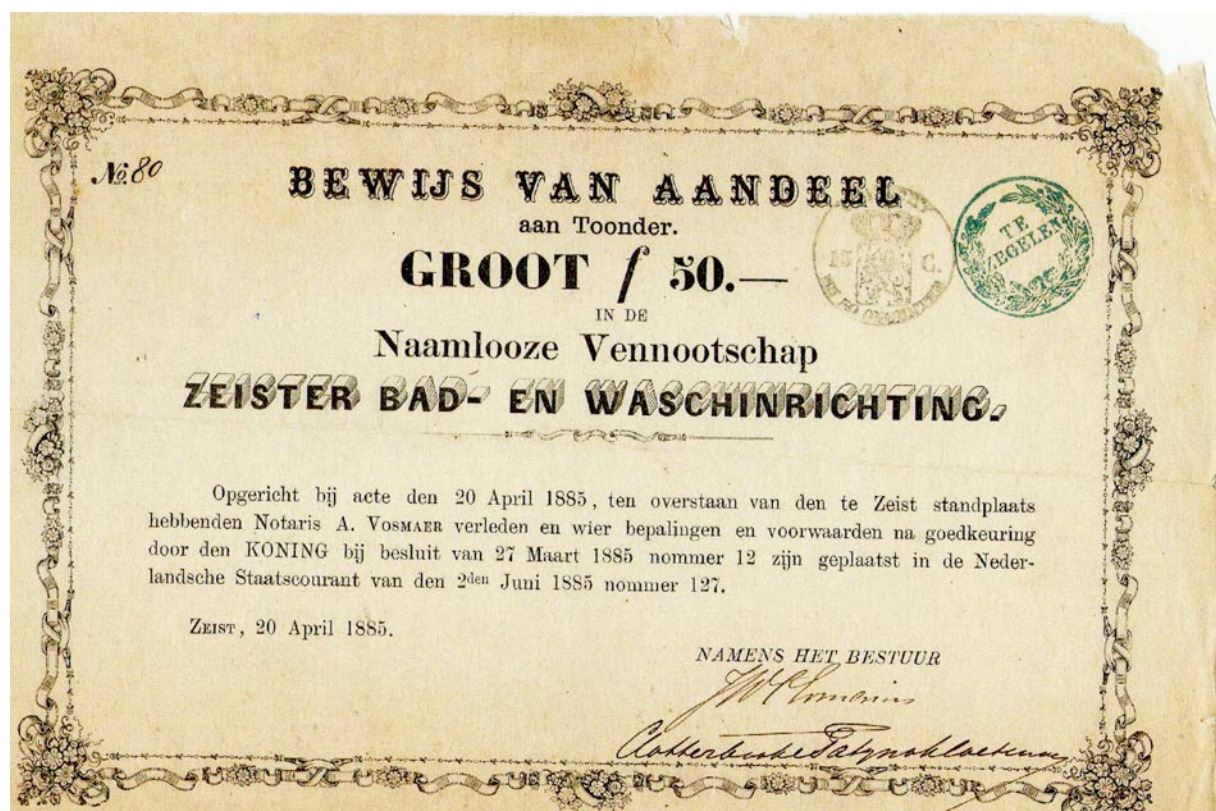 No. 80
BEWIJS VAN AANDEEL
aan Toonder.
GROOT f 50.—
IN DE
Naamlooze Vennootschap
ZEISTER BAD- EN WASCHINRICHTING.
TE
ZEGELEN
15 C.
Opgericht bij acte den 20 April 1885, ten overstaan van den te Zeist standplaats
hebbenden Notaris A. VOSMAER verleden en wier bepalingen en voorwaarden na goedkeuring
door den KONING bij besluit van 27 Maart 1885 nommer 12 zijn geplaatst in de Neder-
landsche Staatscourant van den 2den Juni 1885 nommer 127.
ZEIST, 20 April 1885.
NAMENS HET BESTUUR